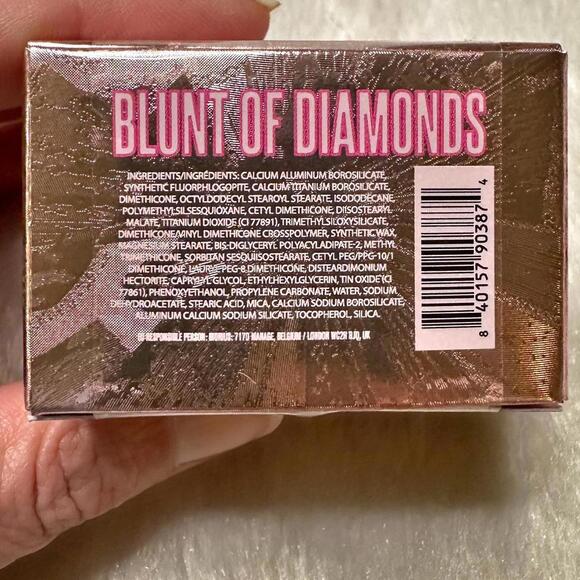 BLUNT OF DIAMONDS
INGREDIENTS/INGRÉDIENTS: CALCIUM ALUMINUM BOROSILICATE,
SYNTHETIC FLUORPHLOGOPITE, CALCIUM TITANIUM BOROSILICATE,
DIMETHICONE, OCTYLDODECYL STEAROYL STEARATE, ISODODECANE,
POLYMETHYLSILSESQUIOXANE, CETYL DIMETHICONE, DIISOSTEARYL
MALATE, TITANIUM DIOXIDE (CI 77891), TRIMETHYLSILOXYSILICATE,
DIMETHICONE/VINYL DIMETHICONE CROSSPOLYMER, SYNTHETIC WAX,
MAGNESIUM STEARATE, BIS-DIGLYCERYL POLYACYLADIPATE-2, METHYL
TRIMETHICONE, SORBITAN SESQUIISOSTEARATE, CETYL PEG/PPG-10/1
DIMETHICONE, LAURYL PEG-8 DIMETHICONE, DISTEARDIMONIUM
HECTORITE, CAPRYLYL GLYCOL, ETHYLHEXYLGLYCERIN, TIN OXIDE (CI
77861), PHENOXYETHANOL, PROPYLENE CARBONATE, WATER, SODIUM
DEHYDROACETATE, STEARIC ACID, MICA, CALCIUM SODIUM BOROSILICATE,
ALUMINUM CALCIUM SODIUM SILICATE, TOCOPHEROL, SILICA.
RESPONSIBLE PERSON: 7170 MANAGE, BELGIUM / LONDON WC2H 9JQ, UK
8 40157 90387 4